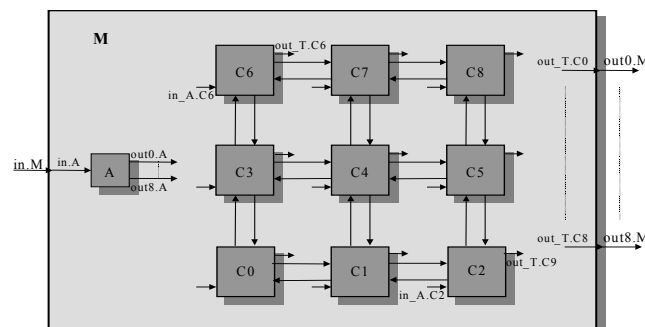 M
out_T.C6
C6
C7
C8
out_T.C0
out0.M
in_A.C6
in.M
in.A
A
out0.A
out8.A
C3
C4
C5
out_T.C8
out8.M
C0
C1
C2
out_T.C9
in_A.C2